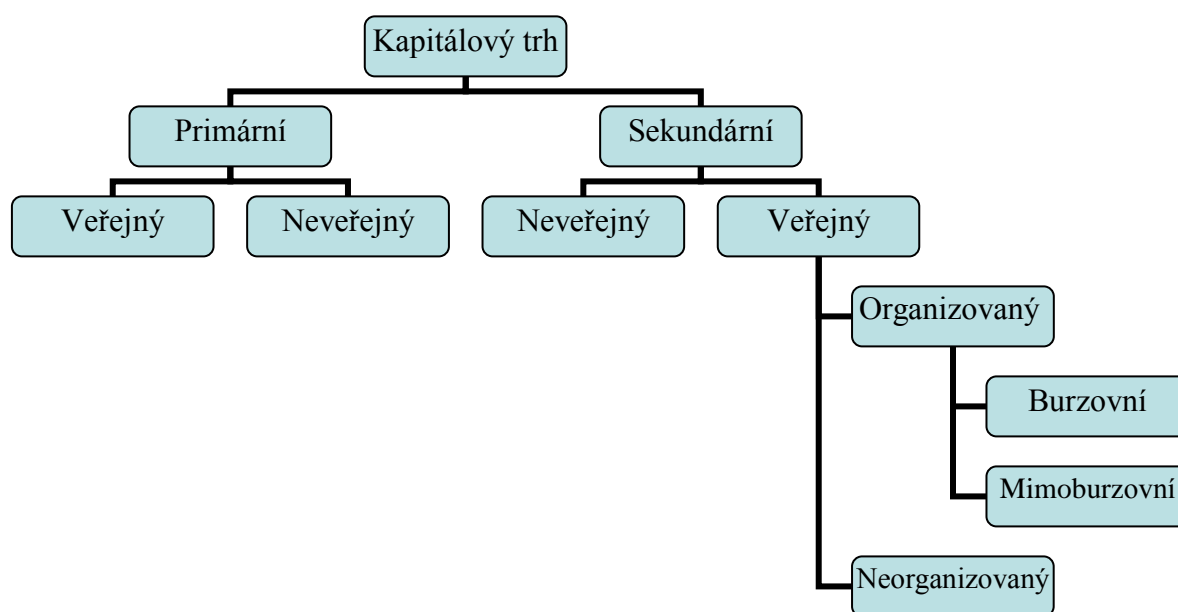 Kapitálový trh
Primární
Sekundární
Veřejný
Neveřejný
Neveřejný
Veřejný
Organizovaný
Burzovní
Mimoburzovní
Neorganizovaný